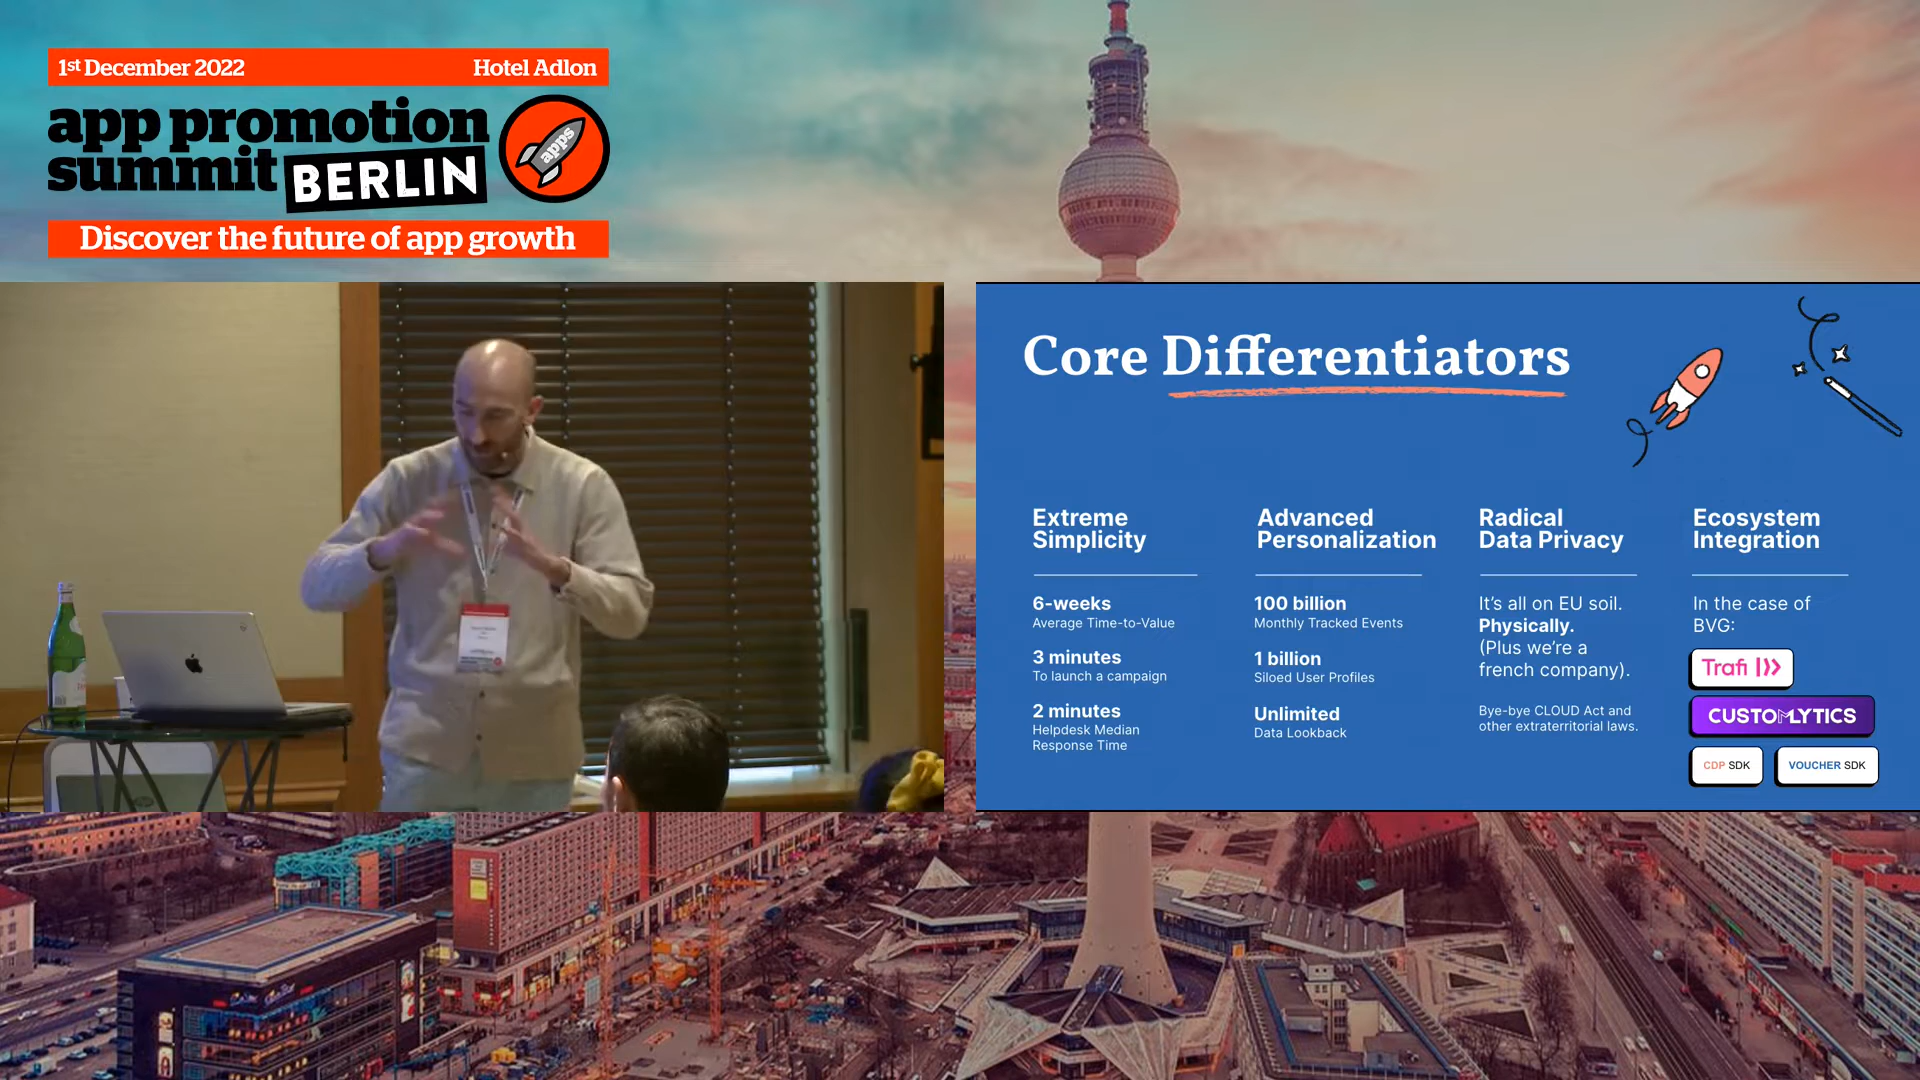 1st December 2022
Hotel Adlon
app promotion
summit BERLIN
apps
Discover the future of app growth
Core Differentiators
Extreme
Simplicity
6-weeks
Average Time-to-Value
3 minutes
To launch a campaign
2 minutes
Helpdesk Median
Response Time
Advanced
Personalization
100 billion
Monthly Tracked Events
1 billion
Siloed User Profiles
Unlimited
Data Lookback
Radical
Data Privacy
It's all on EU soil.
Physically.
(Plus we're a
french company).
Bye-bye CLOUD Act and
other extraterritorial laws.
Ecosystem
Integration
In the case of
BVG:
Trafi
CUSTOMLYTICS
CDP SDK
VOUCHER SDK